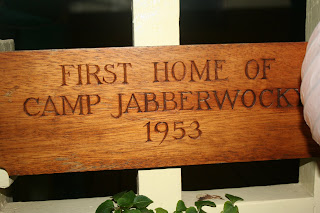 FIRST HOME OF
CAMP JABBERWOCKY
1953